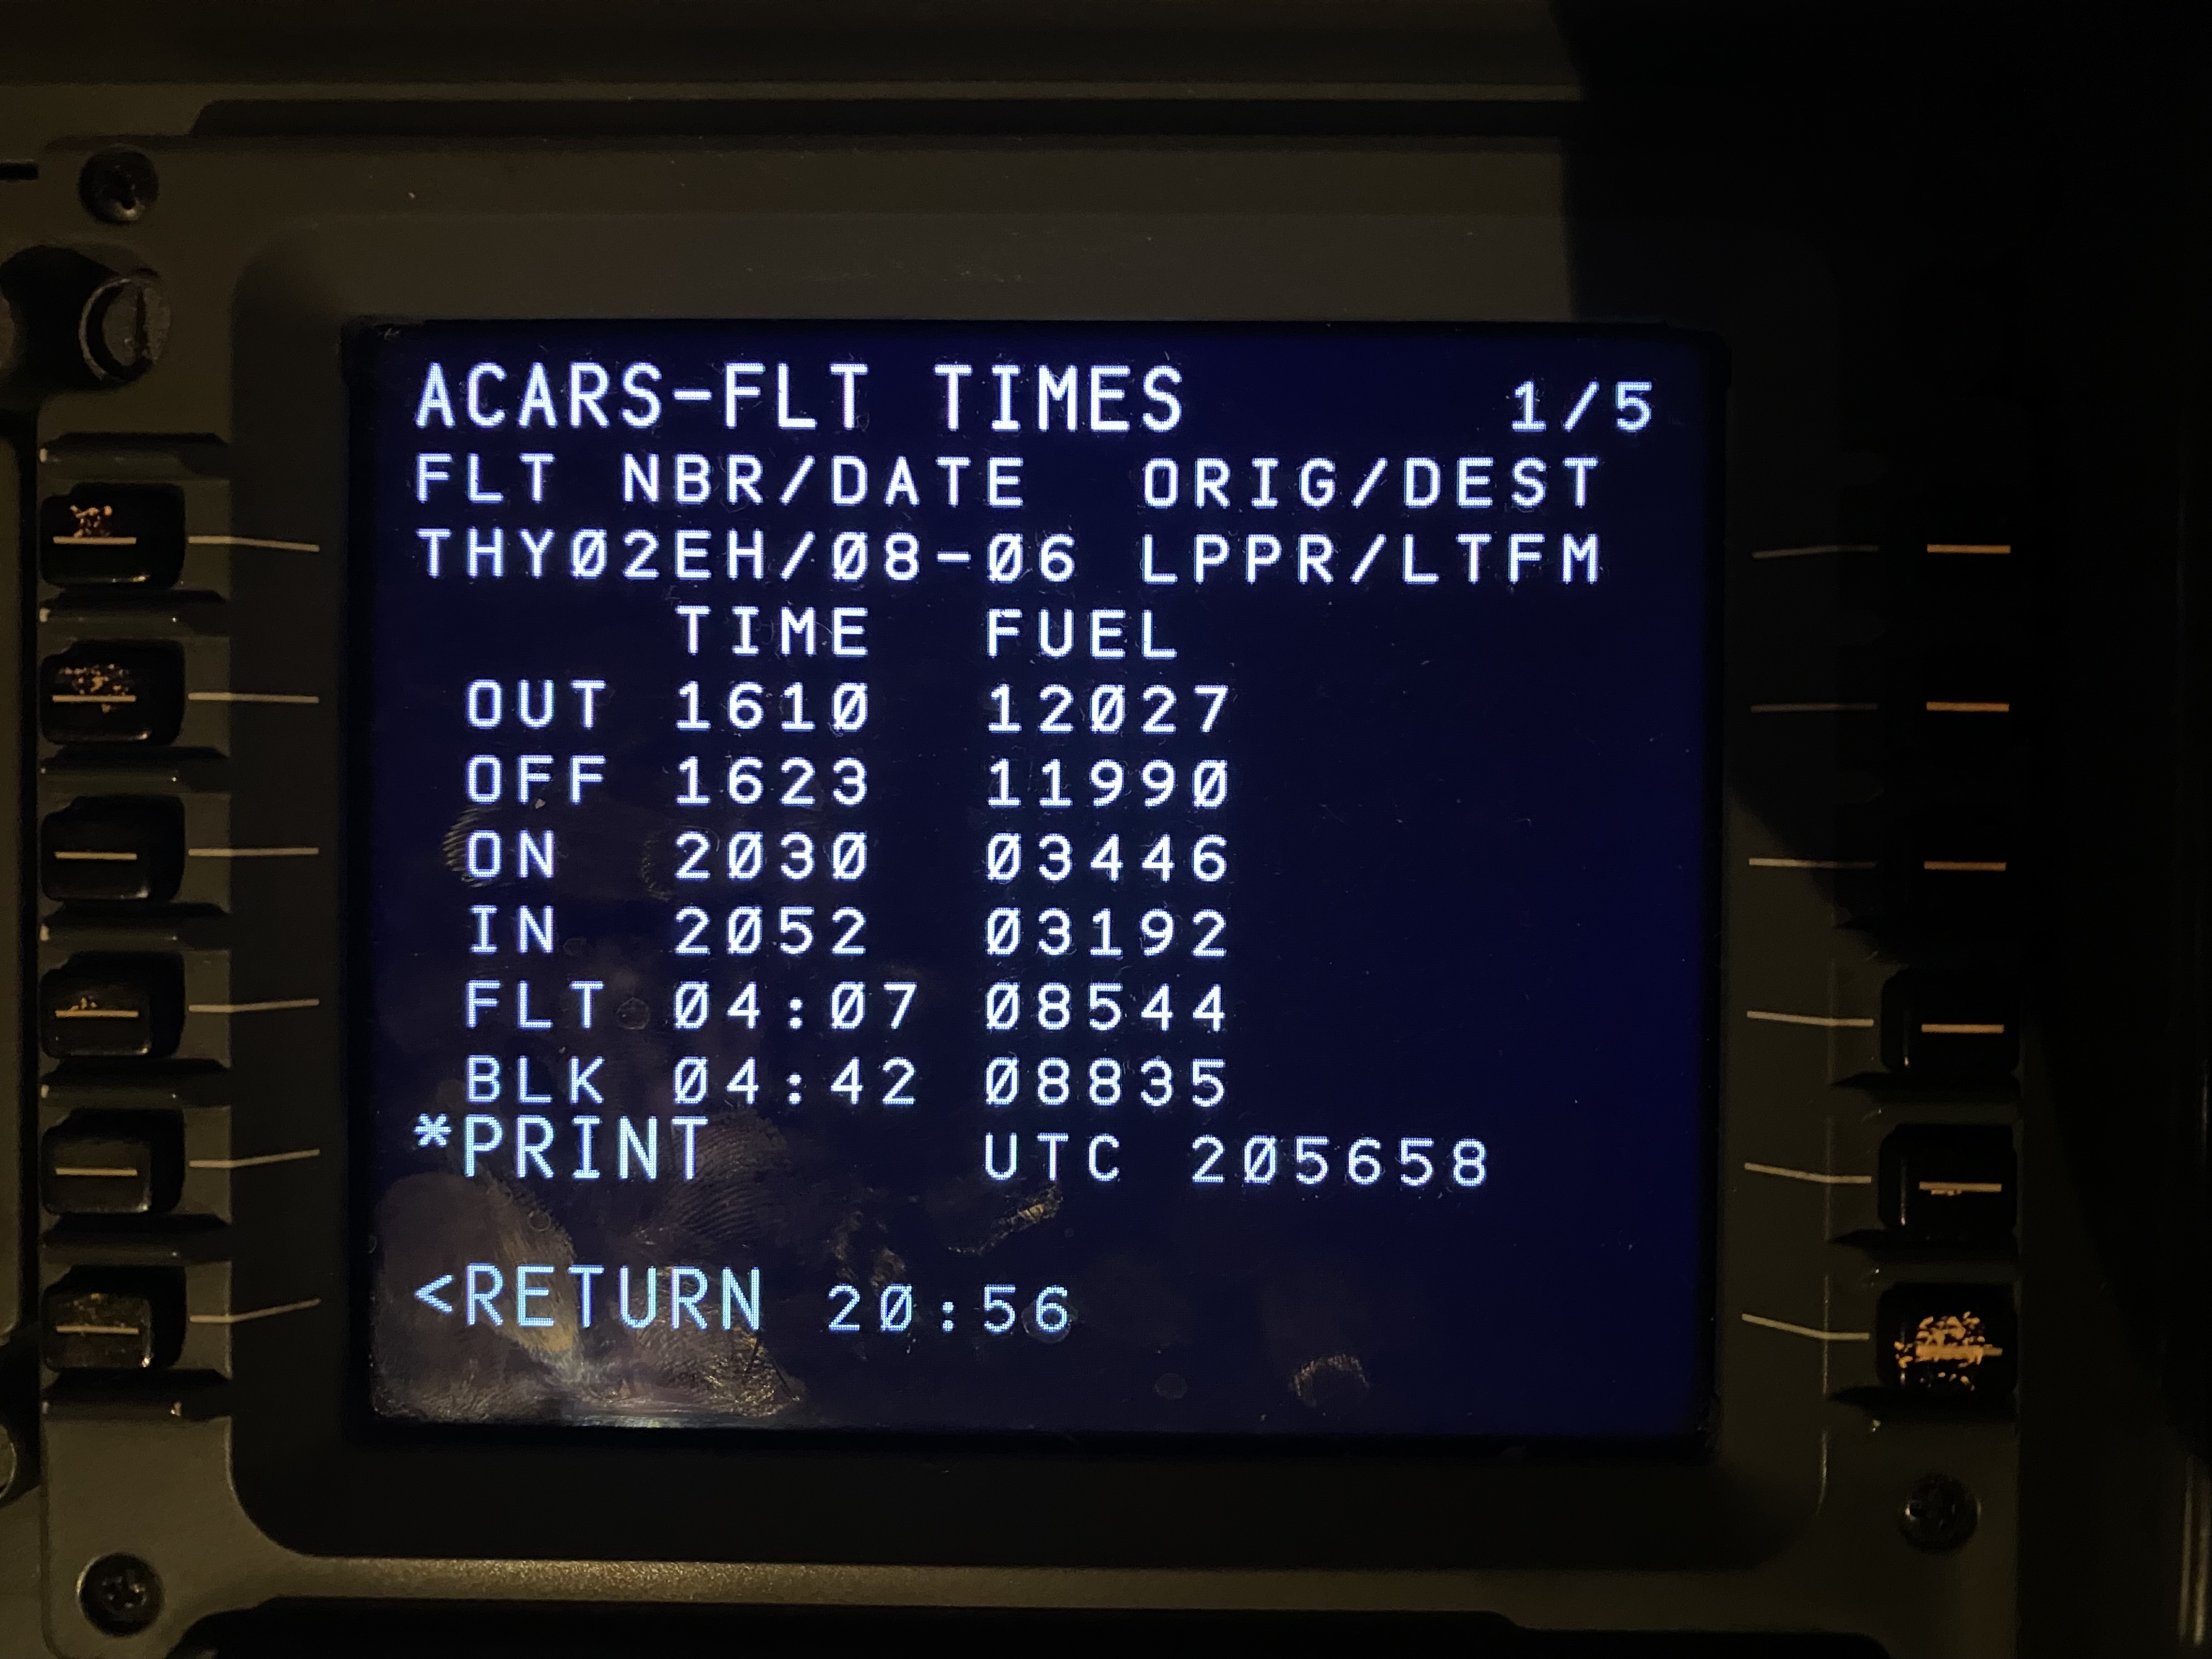 ACARS-FLT TIMES 1/5
FLT NBR/DATE ORIG/DEST
THY02EH/08-06 LPPR/LTFM
TIME FUEL
OUT 1610 12027
OFF 1623 11990
ON 2030 03446
IN 2052 03192
FLT 04:07 08544
BLK 04:42 08835
*PRINT UTC 205658
<RETURN 20:56